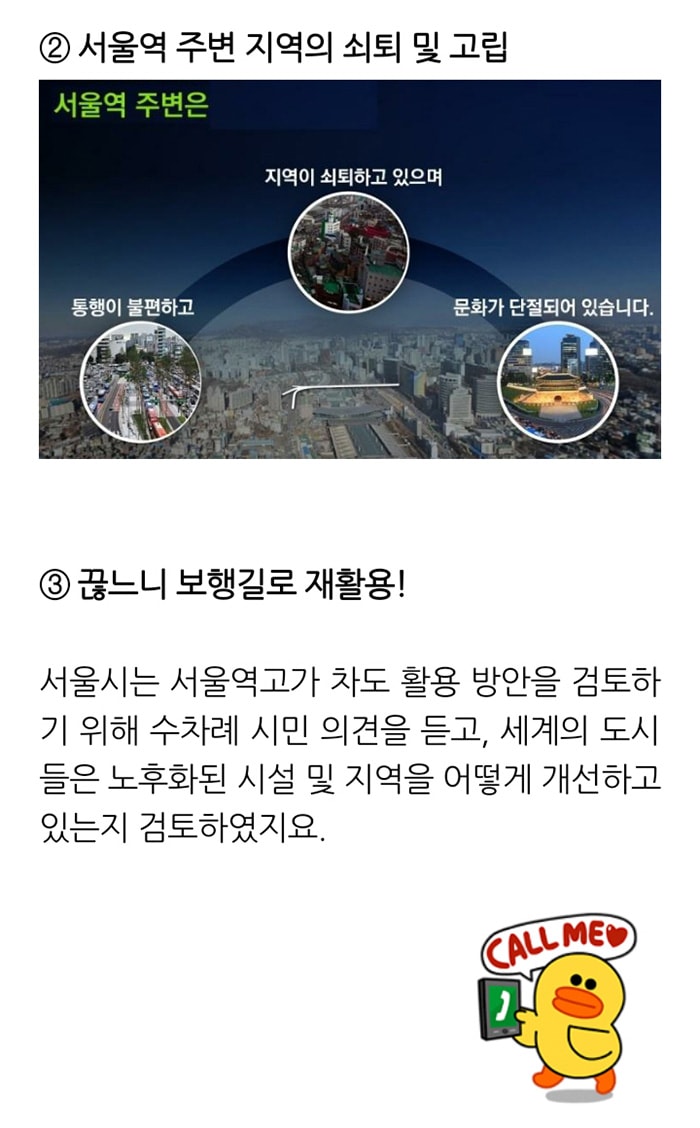 ② 서울역 주변 지역의 쇠퇴 및 고립
서울역 주변은
지역이 쇠퇴하고 있으며
통행이 불편하고
문화가 단절되어 있습니다.
③ 끊느니 보행길로 재활용!
서울시는 서울역고가 차도 활용 방안을 검토하
기 위해 수차례 시민 의견을 듣고, 세계의 도시
들은 노후화된 시설 및 지역을 어떻게 개선하고
있는지 검토하였지요.
CALL ME